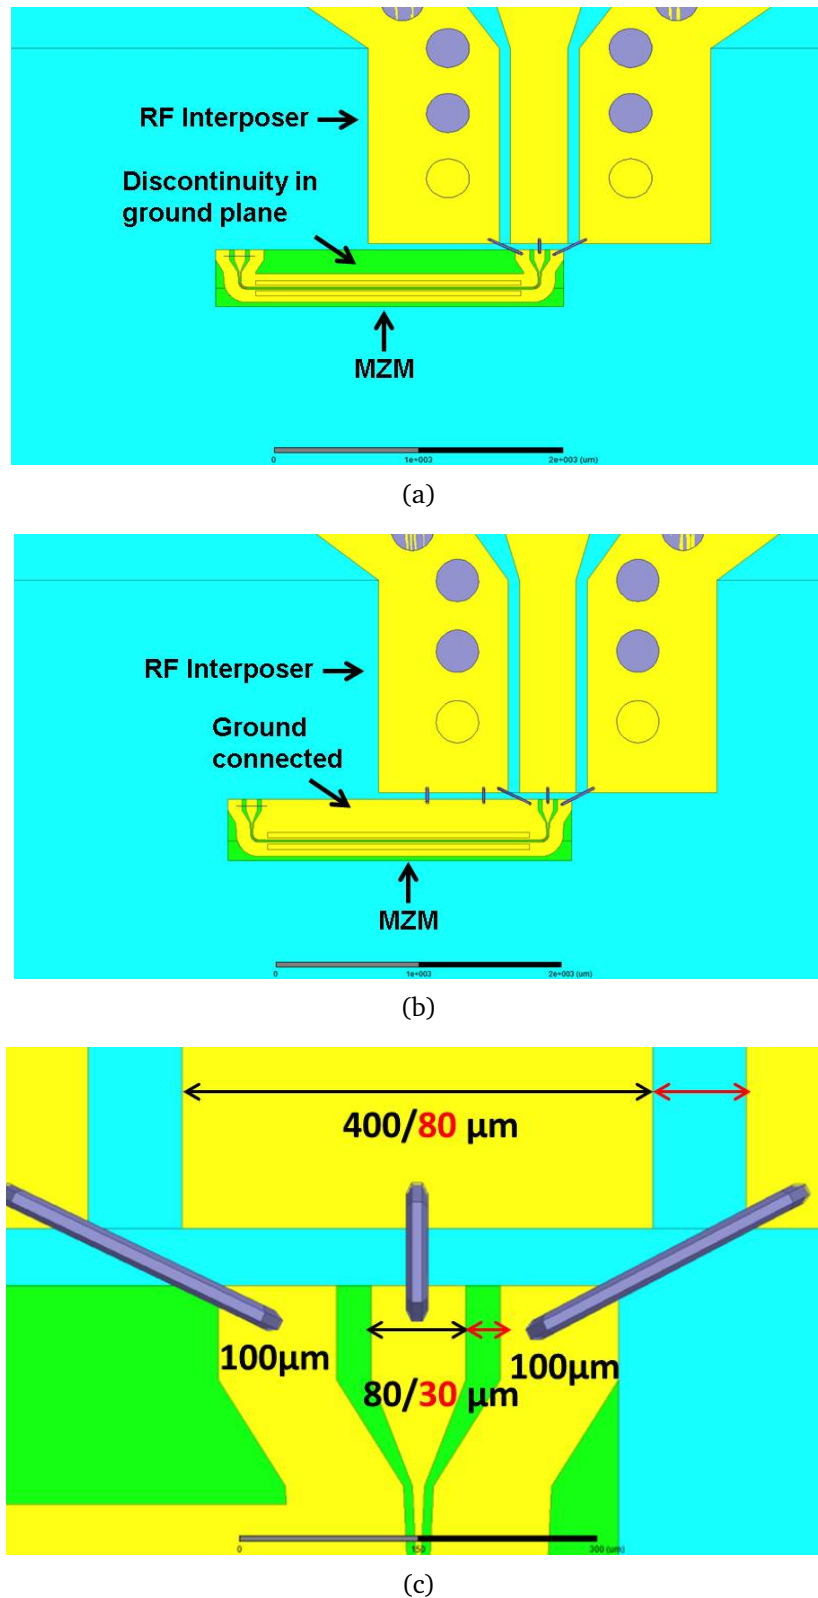 RF Interposer
Discontinuity in
ground plane
MZM
0 1e+003 2e+003 (um)
(a)
RF Interposer
Ground
connected
MZM
0 1e+003 2e+003 (um)
(b)
400/80 μm
100μm 100μm
80/30 μm
0 150 300 (um)
(c)